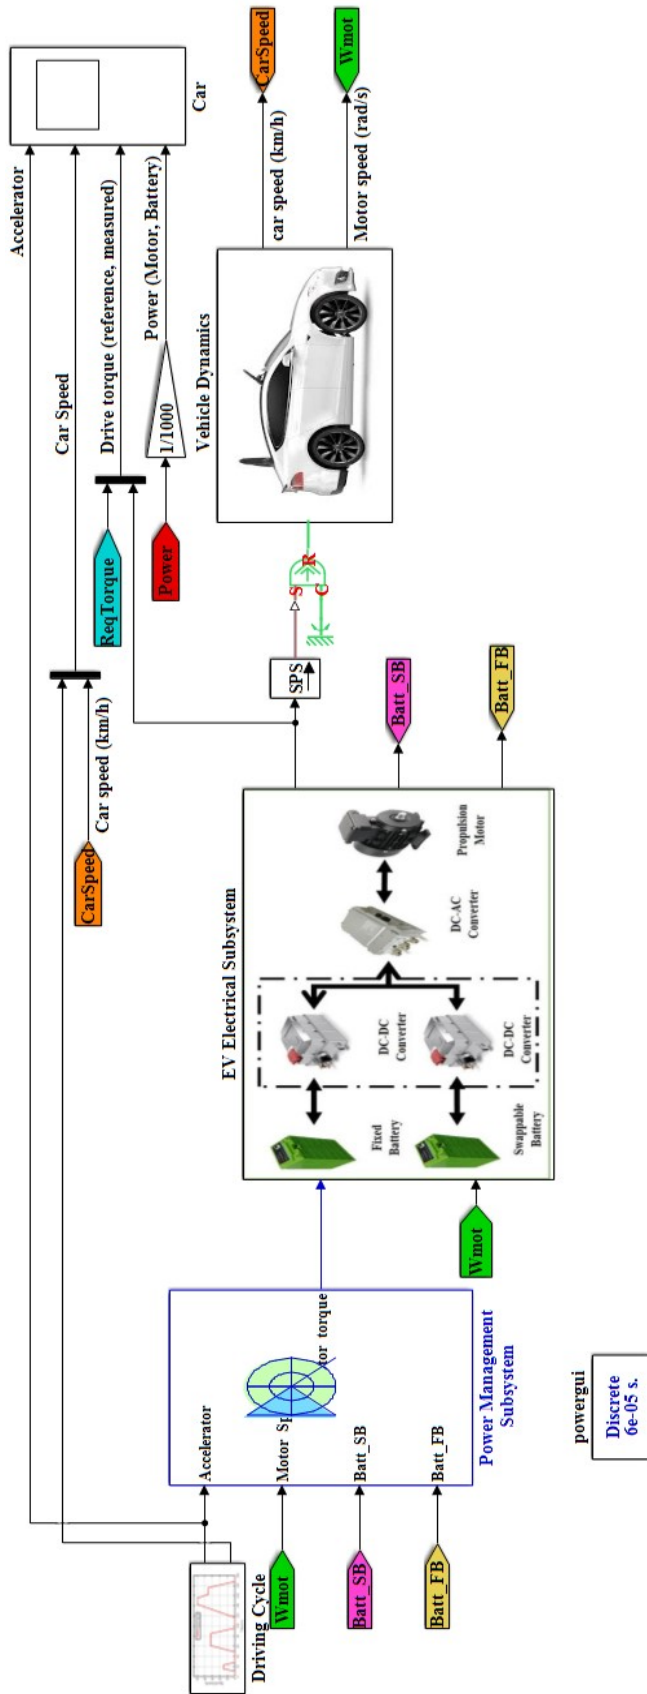 Driving Cycle
Wmot
Batt_SB
Batt_FB
Accelerator
Motor Sp
tor torque
Batt_SB
Batt_FB
Power Management
Subsystem
powergui
Discrete
6e-05 s.
EV Electrical Subsystem
Fixed
Battery
Swappable
Battery
DC-DC
Converter
DC-DC
Converter
DC-AC
Converter
Propulsion
Motor
Wmot
Batt_SB
Batt_FB
SPS
S
C
R
Vehicle Dynamics
car speed (km/h)
CarSpeed
Motor speed (rad/s)
Wmot
CarSpeed
Car speed (km/h)
ReqTorque
Power
1/1000
Accelerator
Car Speed
Drive torque (reference, measured)
Power (Motor, Battery)
Car